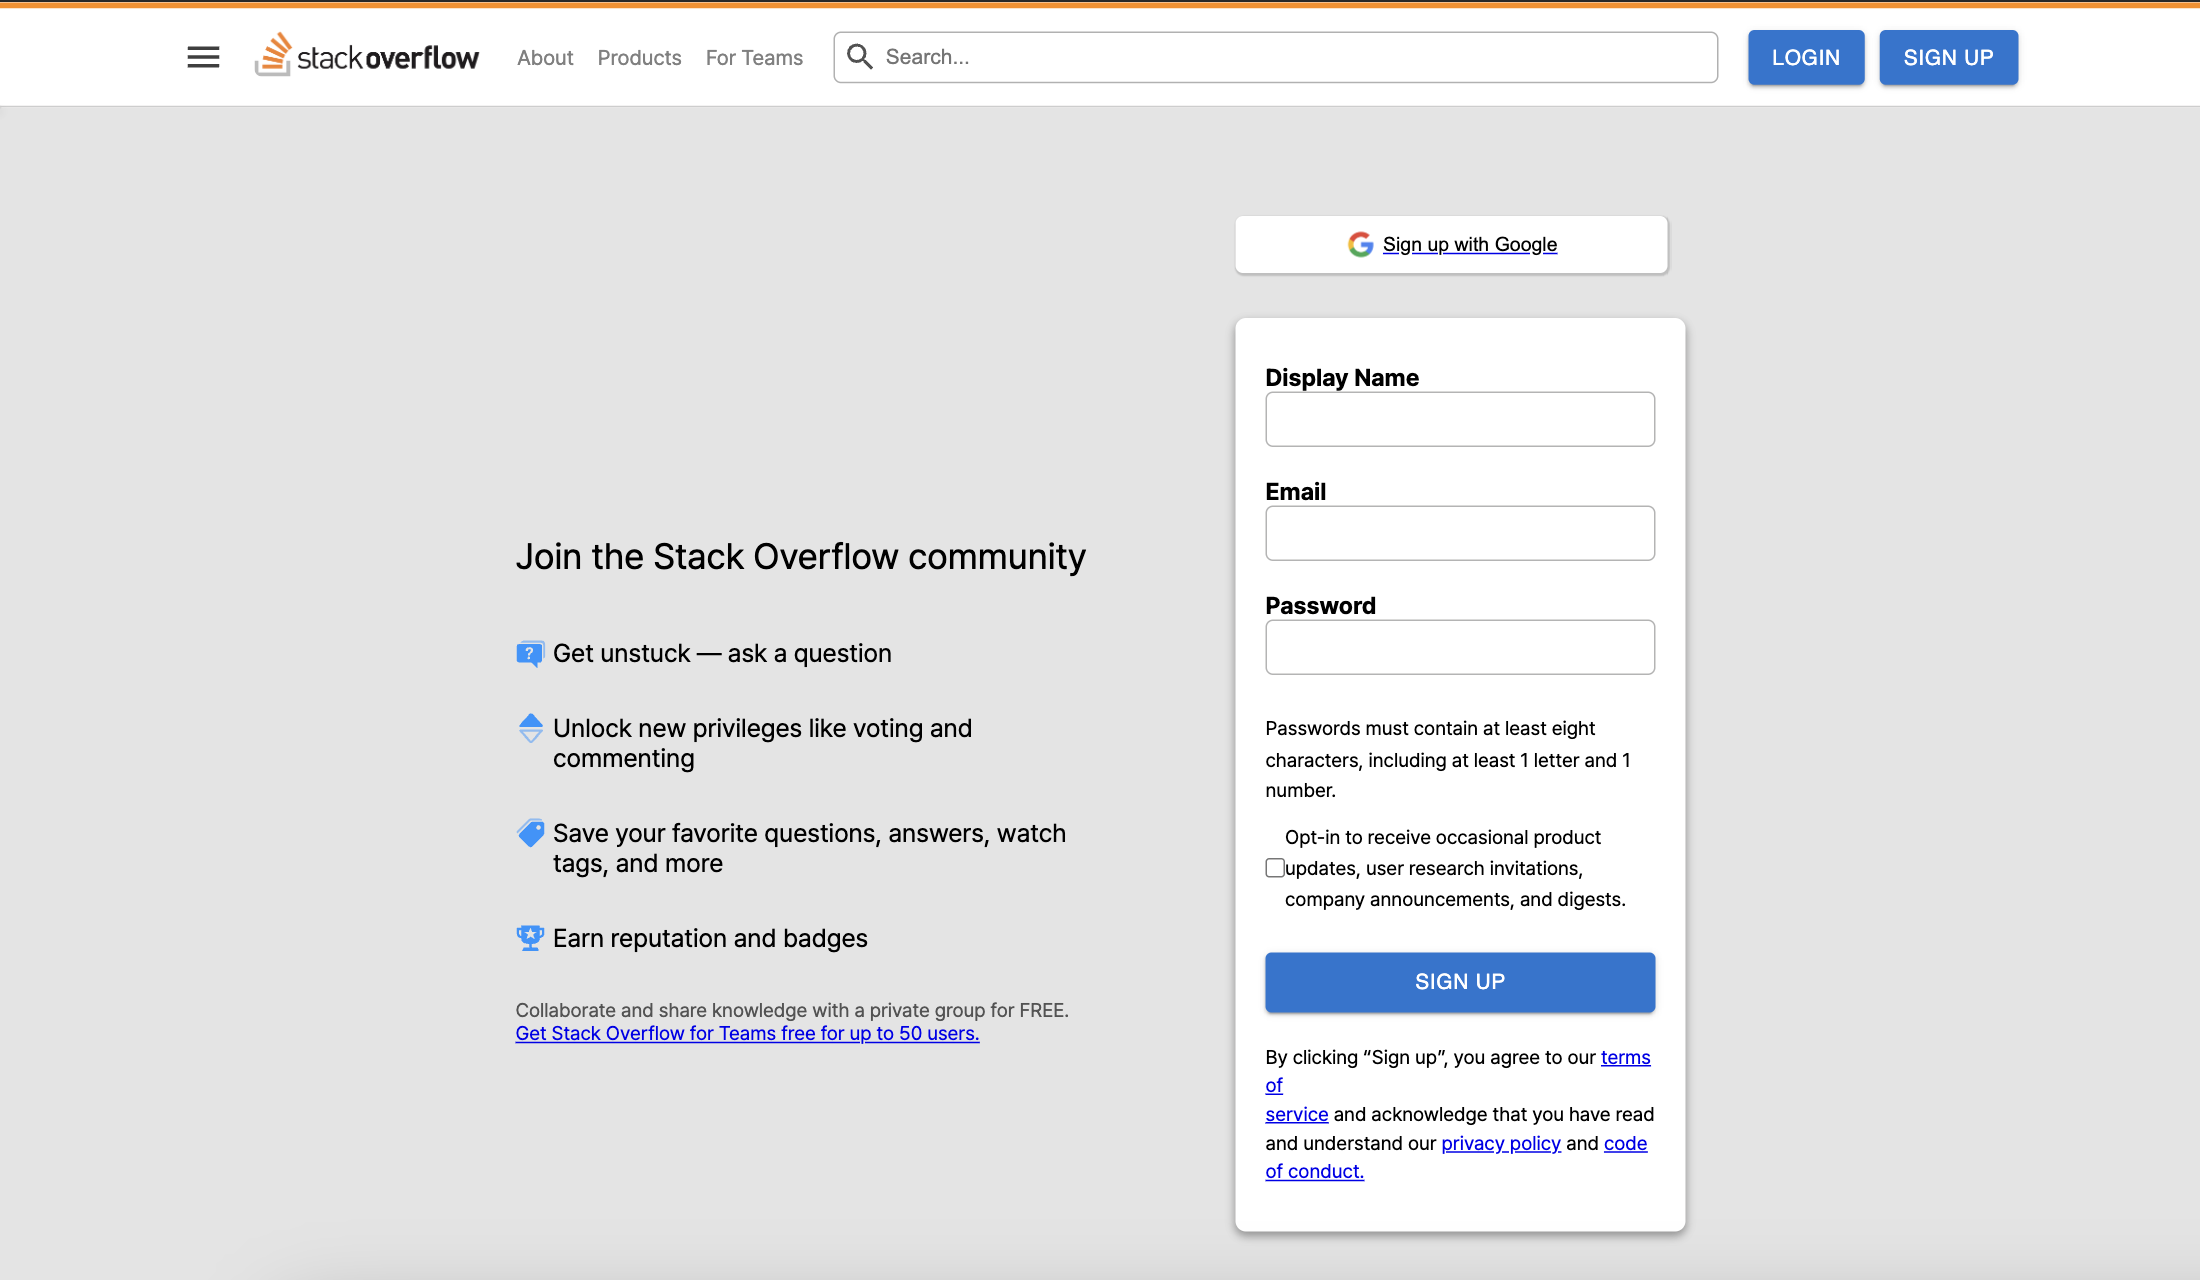 stackoverflow
About
Products
For Teams
Search...
LOGIN
SIGN UP
Join the Stack Overflow community
Get unstuck — ask a question
Unlock new privileges like voting and
commenting
Save your favorite questions, answers, watch
tags, and more
Earn reputation and badges
Collaborate and share knowledge with a private group for FREE.
Get Stack Overflow for Teams free for up to 50 users.
Sign up with Google
Display Name
Email
Password
Passwords must contain at least eight
characters, including at least 1 letter and 1
number.
Opt-in to receive occasional product
updates, user research invitations,
company announcements, and digests.
SIGN UP
By clicking “Sign up”, you agree to our terms
of
service and acknowledge that you have read
and understand our privacy policy and code
of conduct.